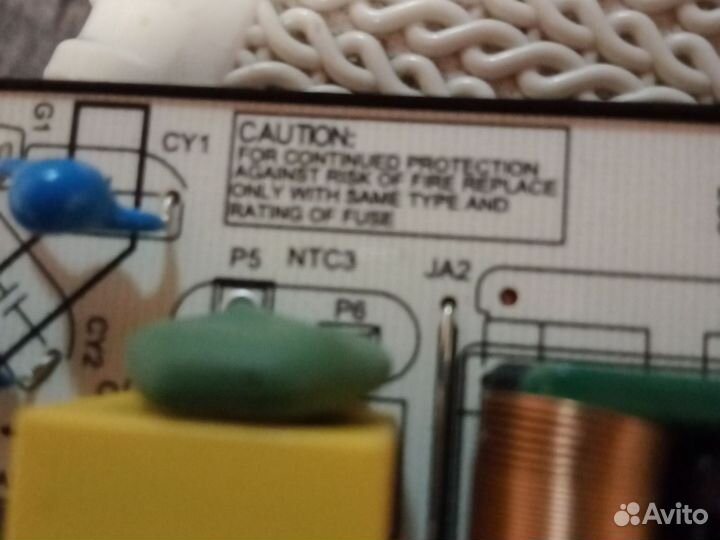 G1
CY1
CAUTION:
FOR CONTINUED PROTECTION
AGAINST RISK OF FIRE REPLACE
ONLY WITH SAME TYPE AND
RATING OF FUSE
P5 NTC3
JA2
P6
CY2
Avito